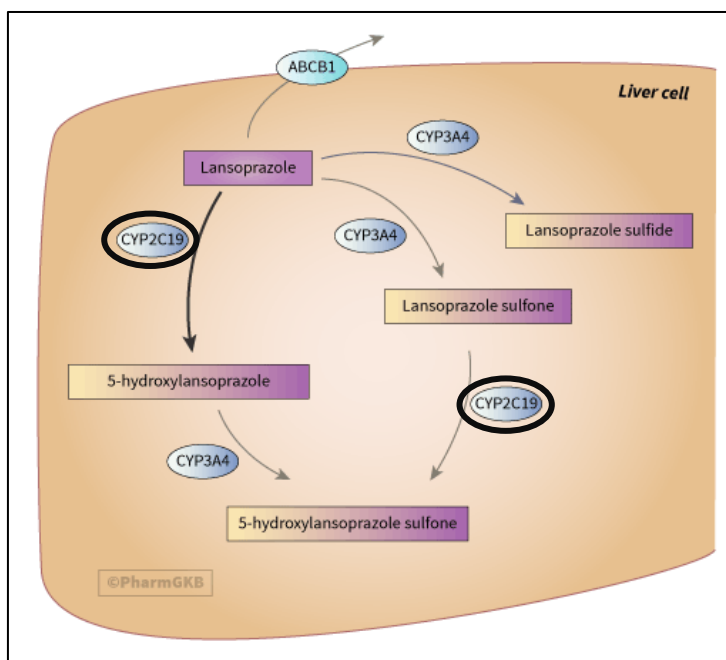 ABCB1
Liver cell
CYP3A4
Lansoprazole
CYP2C19
CYP3A4
Lansoprazole sulfide
Lansoprazole sulfone
5-hydroxylansoprazole
CYP2C19
CYP3A4
5-hydroxylansoprazole sulfone
©PharmGKB